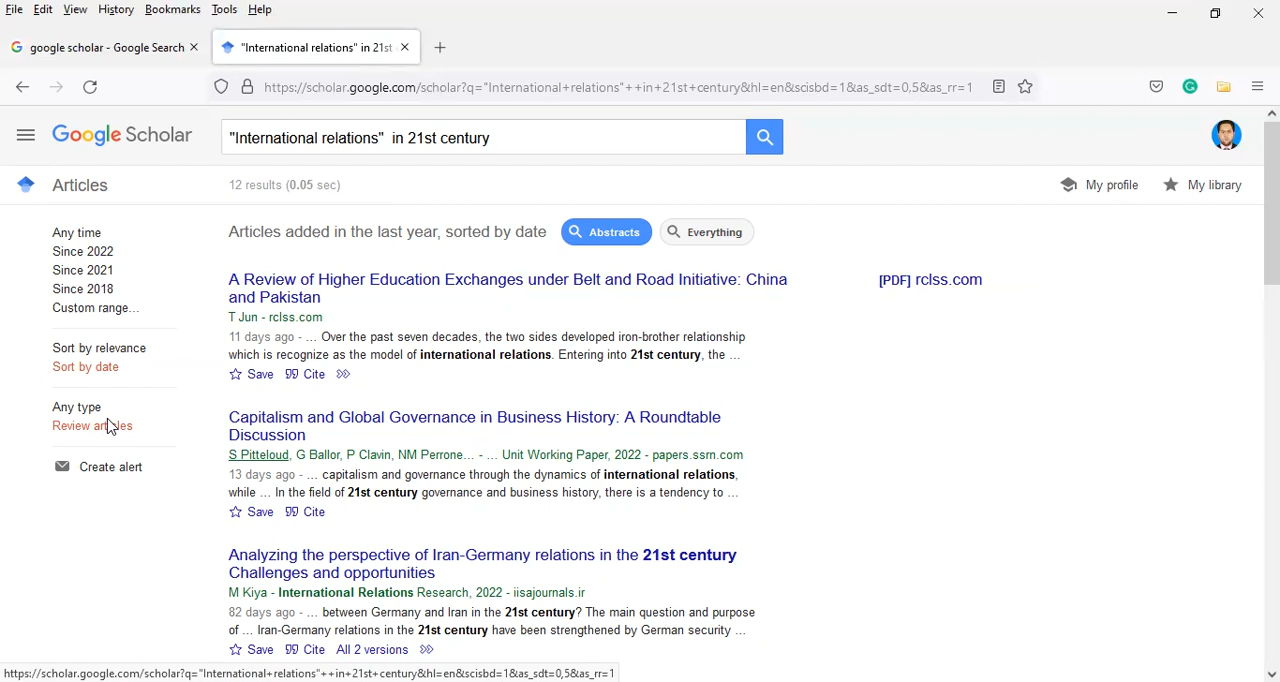 File Edit View History Bookmarks Tools Help
google scholar - Google Search
"International relations" in 21st
https://scholar.google.com/scholar?q="International+relations"++in+21st+century&hl=en&scisbd=1&as_sdt=0,5&as_rr=1
Google Scholar
"International relations" in 21st century
Articles
12 results (0.05 sec)
My profile
My library
Any time
Since 2022
Since 2021
Since 2018
Custom range...
Sort by relevance
Sort by date
Any type
Review articles
Create alert
Articles added in the last year, sorted by date
Abstracts
Everything
A Review of Higher Education Exchanges under Belt and Road Initiative: China
and Pakistan
[PDF] rclss.com
T Jun - rclss.com
11 days ago - ... Over the past seven decades, the two sides developed iron-brother relationship
which is recognize as the model of international relations. Entering into 21st century, the ...
Save Cite
Capitalism and Global Governance in Business History: A Roundtable
Discussion
S Pitteloud, G Ballor, P Clavin, NM Perrone... - ... Unit Working Paper, 2022 - papers.ssrn.com
13 days ago - ... capitalism and governance through the dynamics of international relations,
while ... In the field of 21st century governance and business history, there is a tendency to ...
Save Cite
Analyzing the perspective of Iran-Germany relations in the 21st century
Challenges and opportunities
M Kiya - International Relations Research, 2022 - iisajournals.ir
82 days ago - ... between Germany and Iran in the 21st century? The main question and purpose
of ... Iran-Germany relations in the 21st century have been strengthened by German security ...
Save Cite All 2 versions
https://scholar.google.com/scholar?q="International+relations"++in+21st+century&hl=en&scisbd=1&as_sdt=0,5&as_rr=1